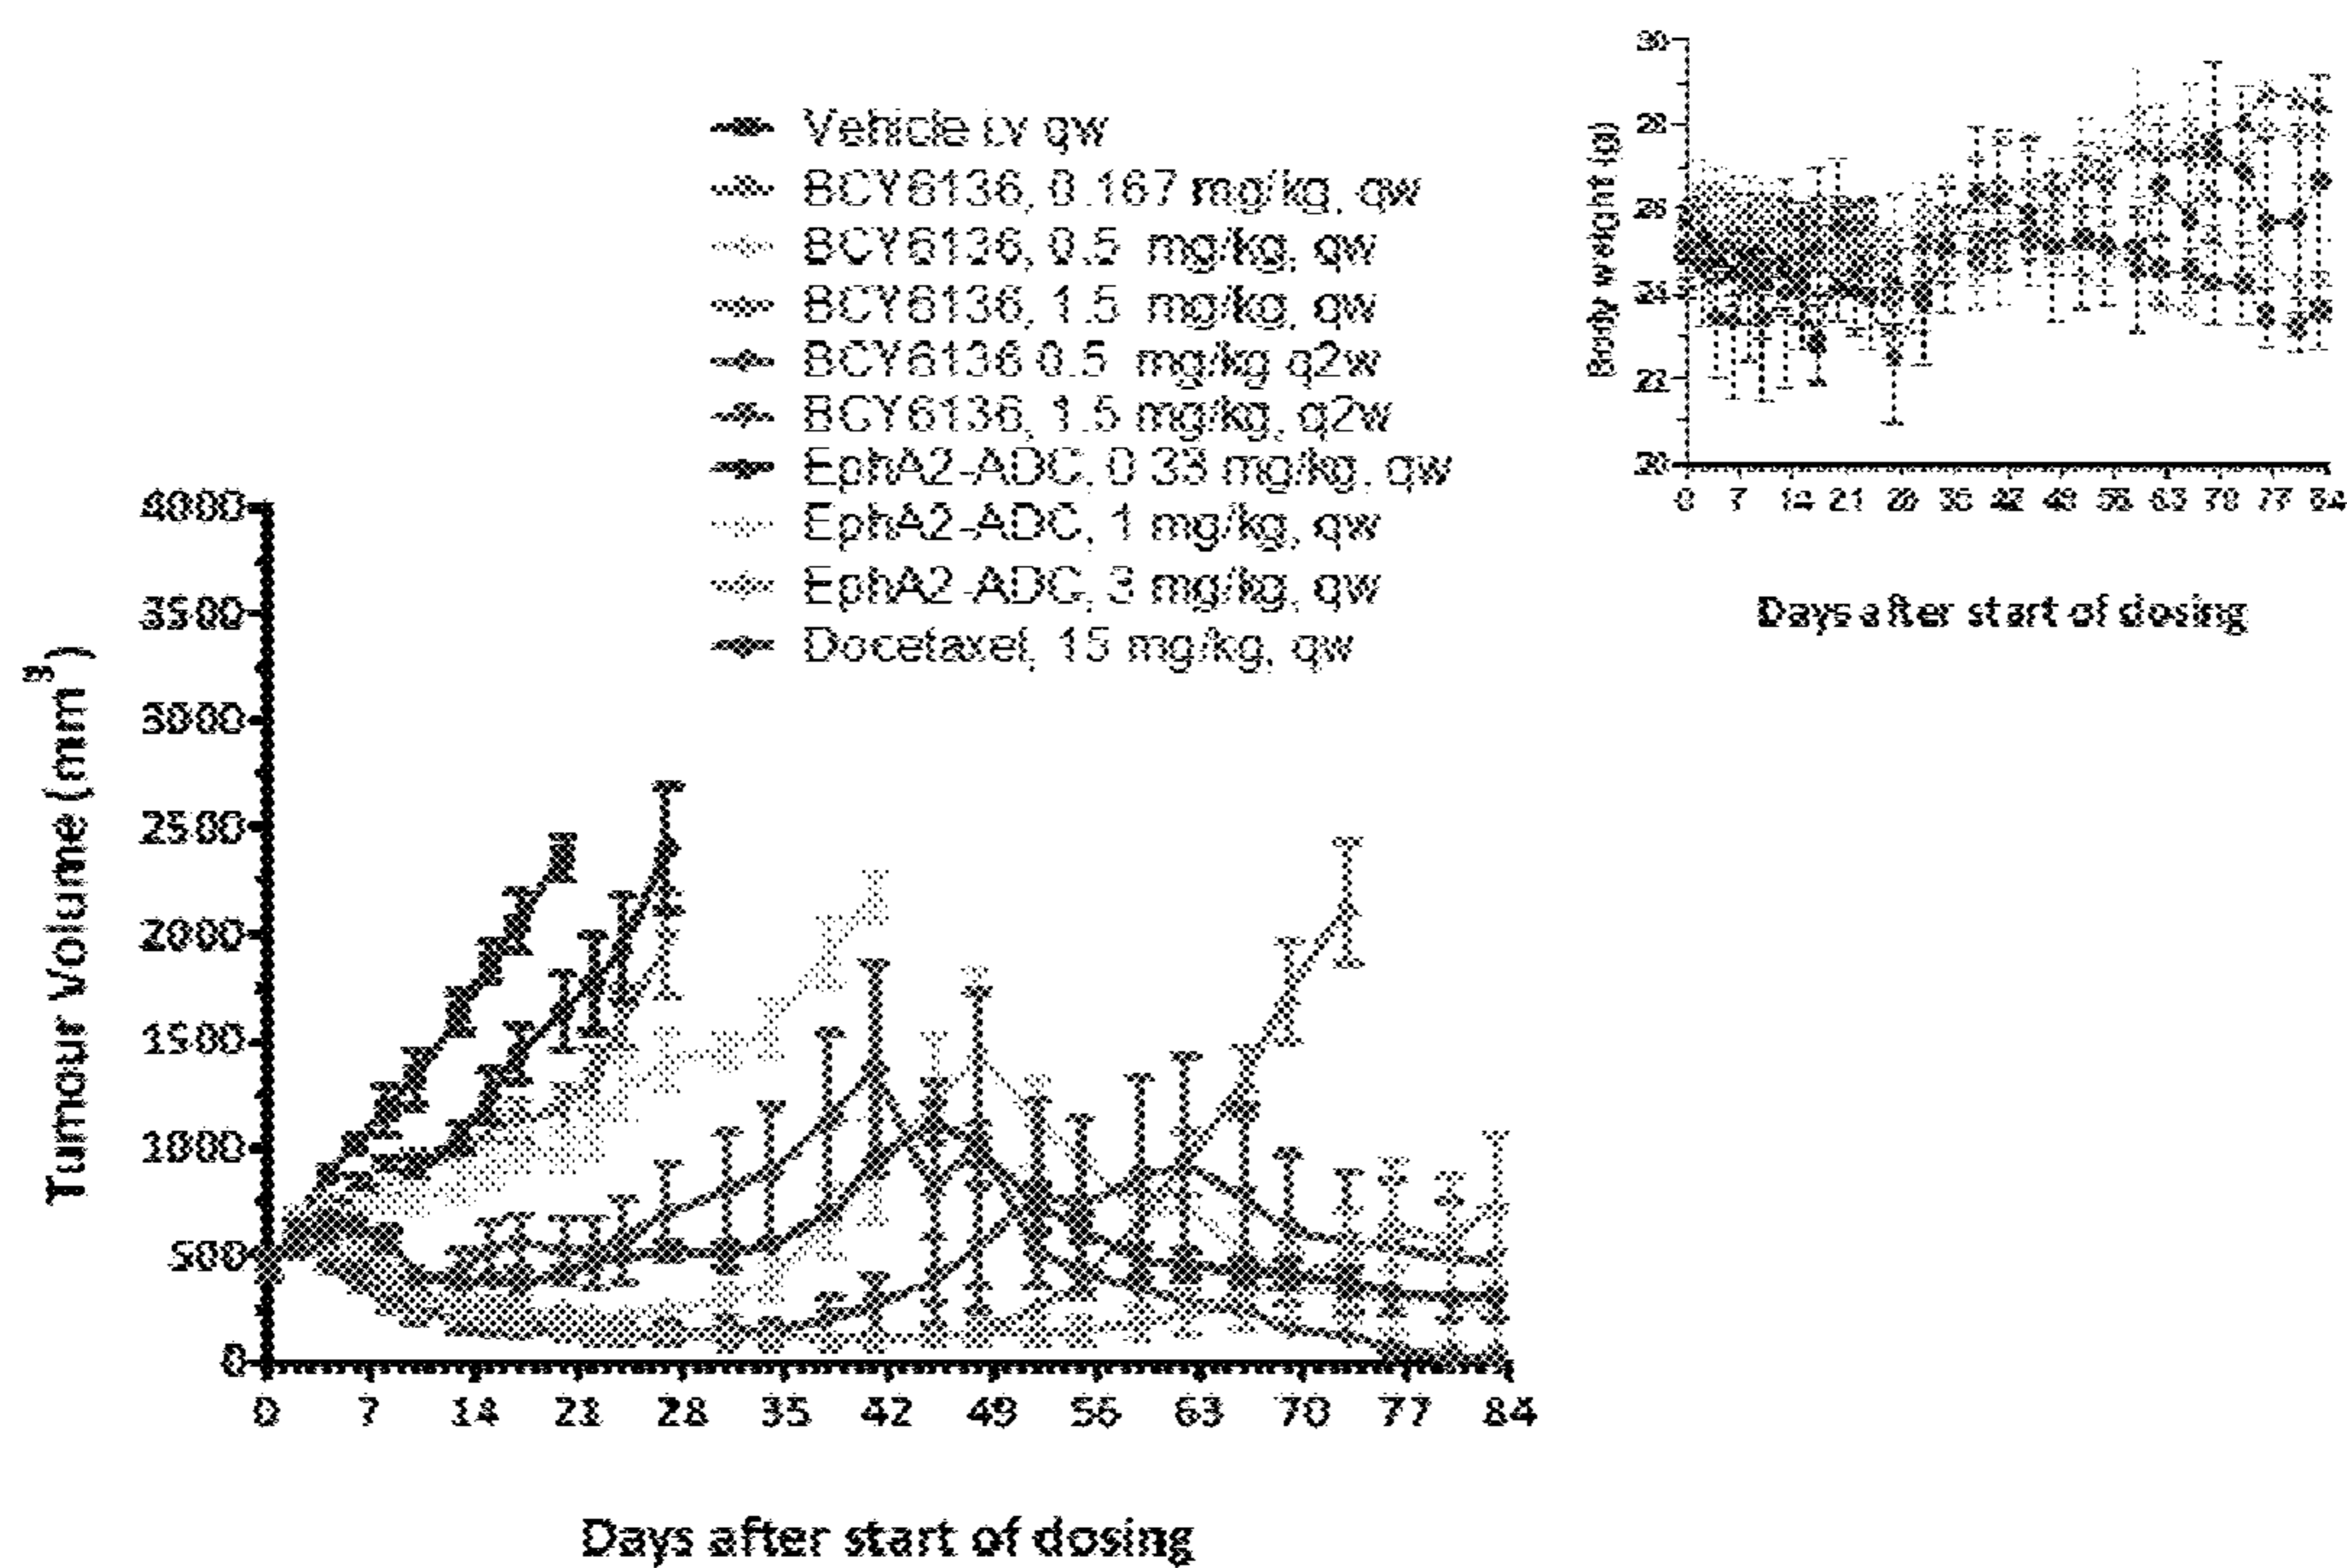 Vehicle iv qw
BCY6136, 0.167 mg/kg, qw
BCY6136, 0.5 mg/kg, qw
BCY6136, 1.5 mg/kg, qw
BCY6136 0.5 mg/kg q2w
BCY6136, 1.5 mg/kg, q2w
EphA2-ADC, 0.33 mg/kg, qw
EphA2-ADC, 1 mg/kg, qw
EphA2-ADC, 3 mg/kg, qw
Docetaxel, 15 mg/kg, qw
Tumour Volume (mm³)
4000
3500
3000
2500
2000
1500
1000
500
0
0 7 14 21 28 35 42 49 56 63 70 77 84
Days after start of dosing
Body weight (g)
30
28
26
24
22
20
0 7 14 21 28 35 42 49 56 63 70 77 84
Days after start of dosing